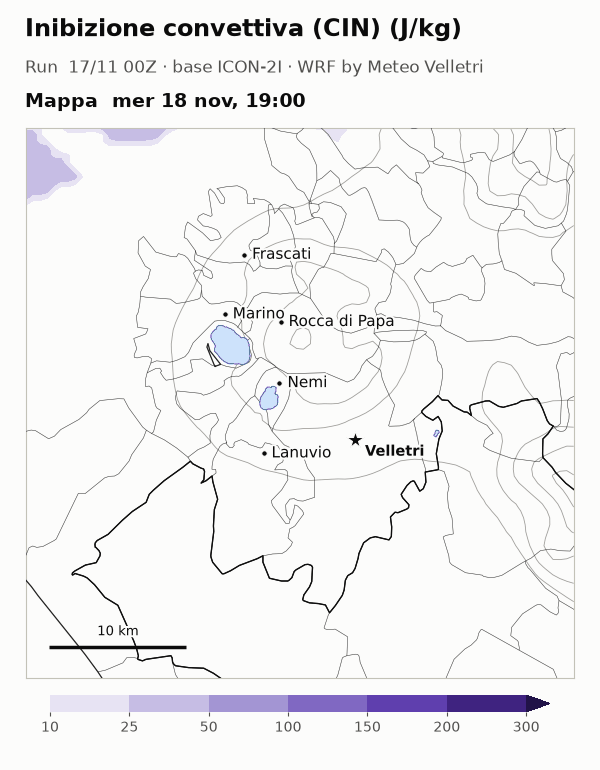 Inibizione convettiva (CIN) (J/kg)
Run  17/11 00Z · base ICON-2I · WRF by Meteo Velletri
Mappa  mer 18 nov, 19:00
Frascati
Marino
Rocca di Papa
Nemi
Velletri
Lanuvio
10 km
10 25 50 100 150 200 300